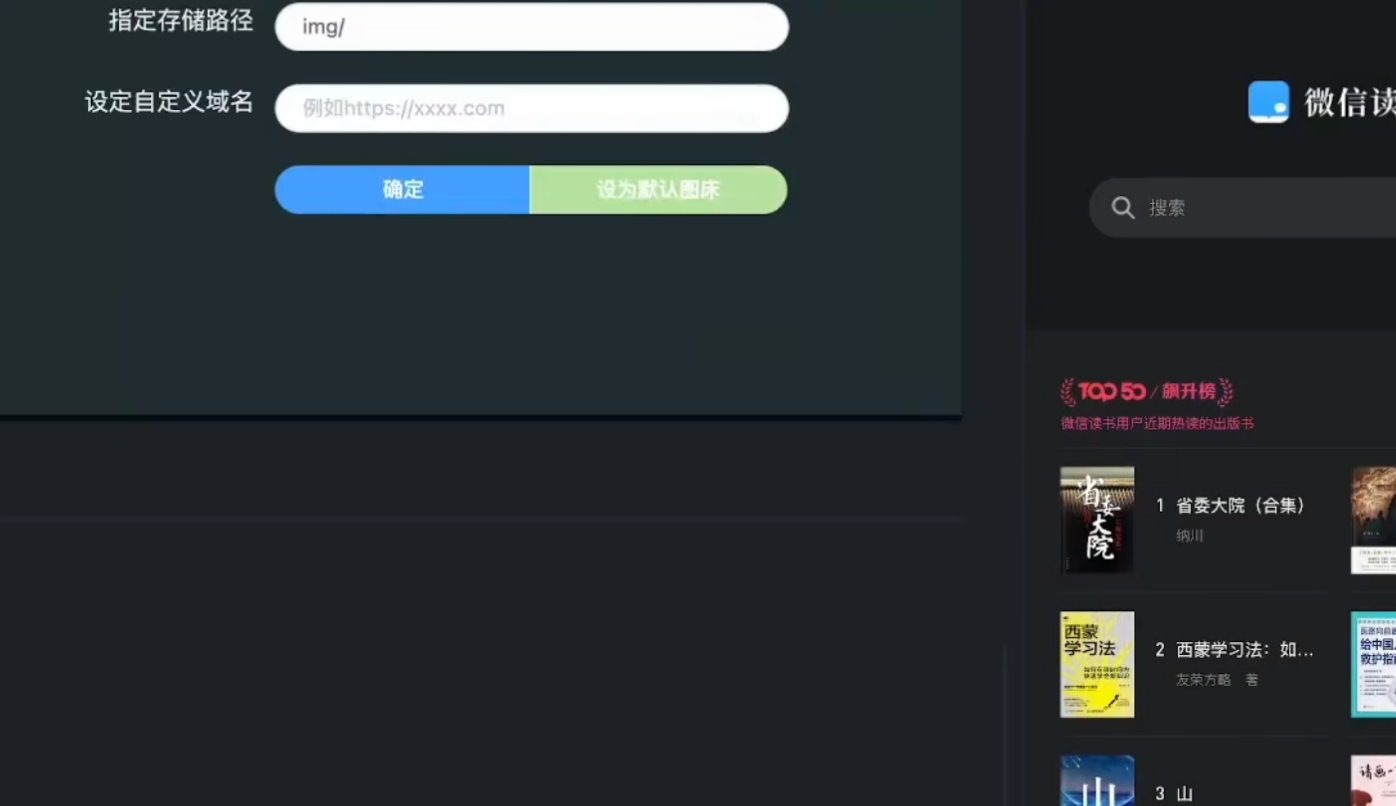 指定存储路径
img/
设定自定义域名
例如https://xxxx.com
确定
设为默认图床
微信读
搜索
TOP 50 / 飙升榜
微信读书用户近期热读的出版书
省委大院
1 省委大院（合集）
纳川
西蒙
学习法
2 西蒙学习法：如...
友荣方略 著
给中国
救护指
山
3 山
请画一